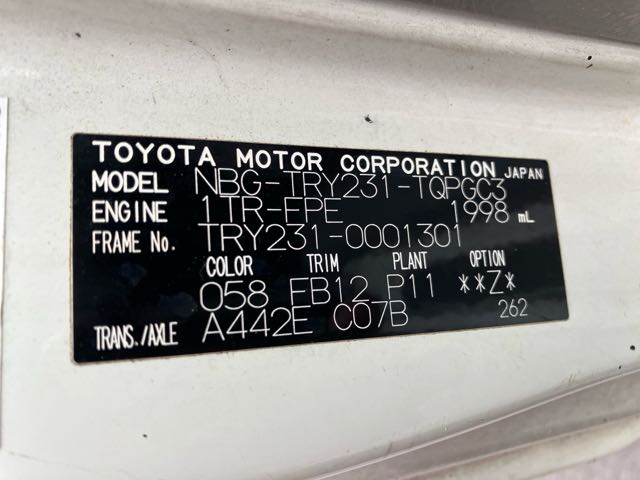 TOYOTA MOTOR CORPORATION JAPAN
MODEL NBG-TRY231-TQPGC3
ENGINE 1TR-FPE 1998 mL
FRAME No. TRY231-0001301
COLOR TRIM PLANT OPTION
058 FB12 P11 **Z*
TRANS./AXLE A442E C07B 262